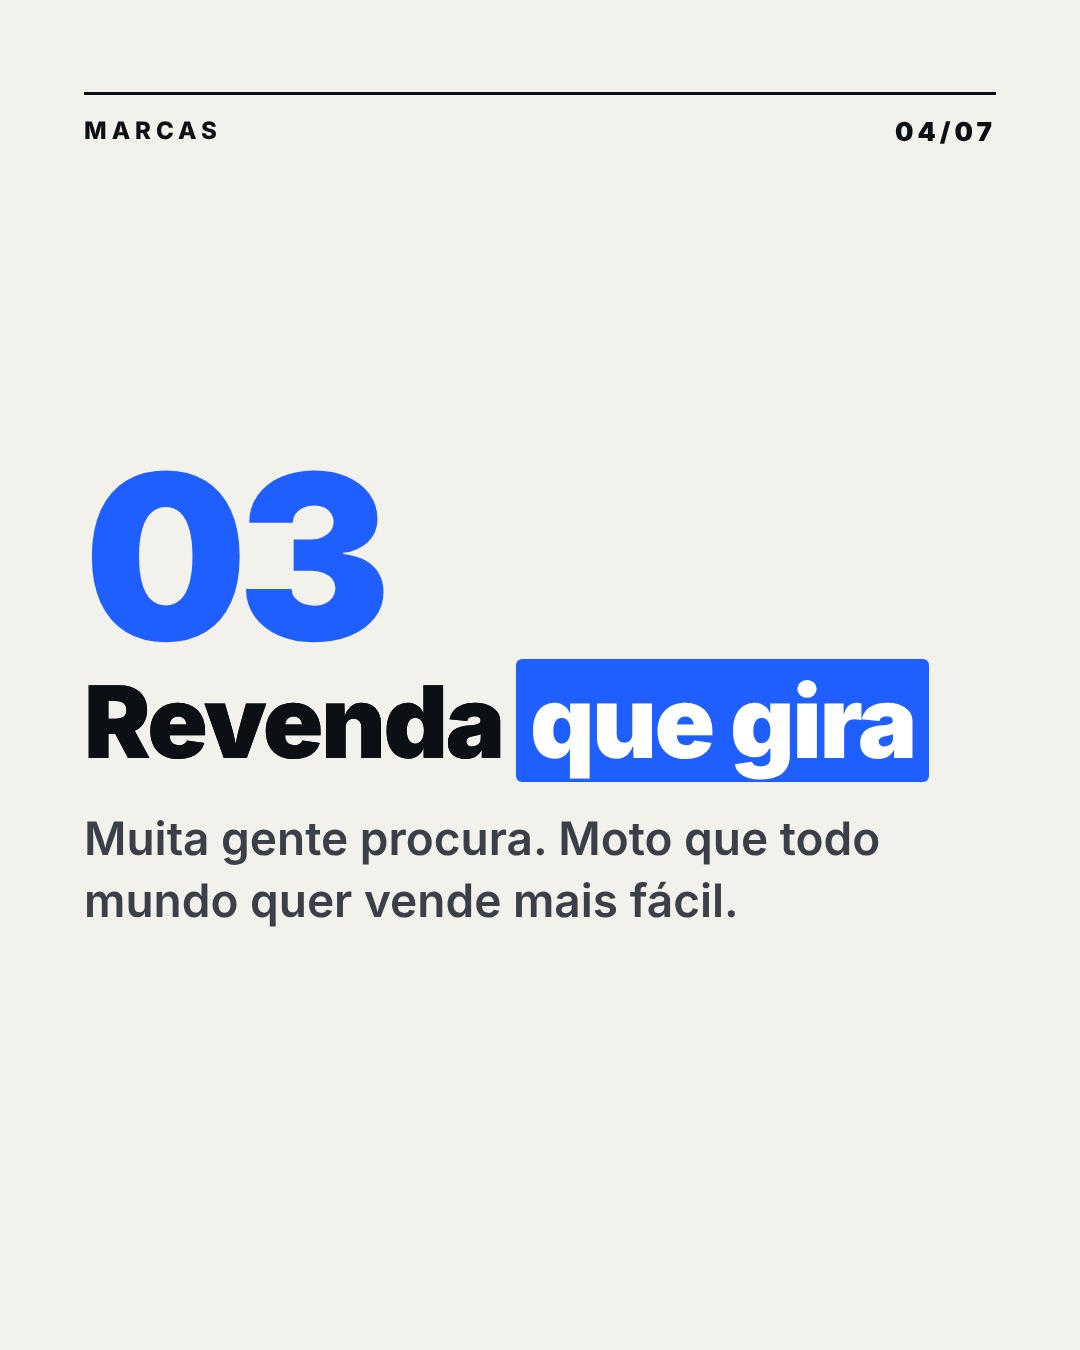 MARCAS
04/07
03
Revenda que gira
Muita gente procura. Moto que todo
mundo quer vende mais fácil.